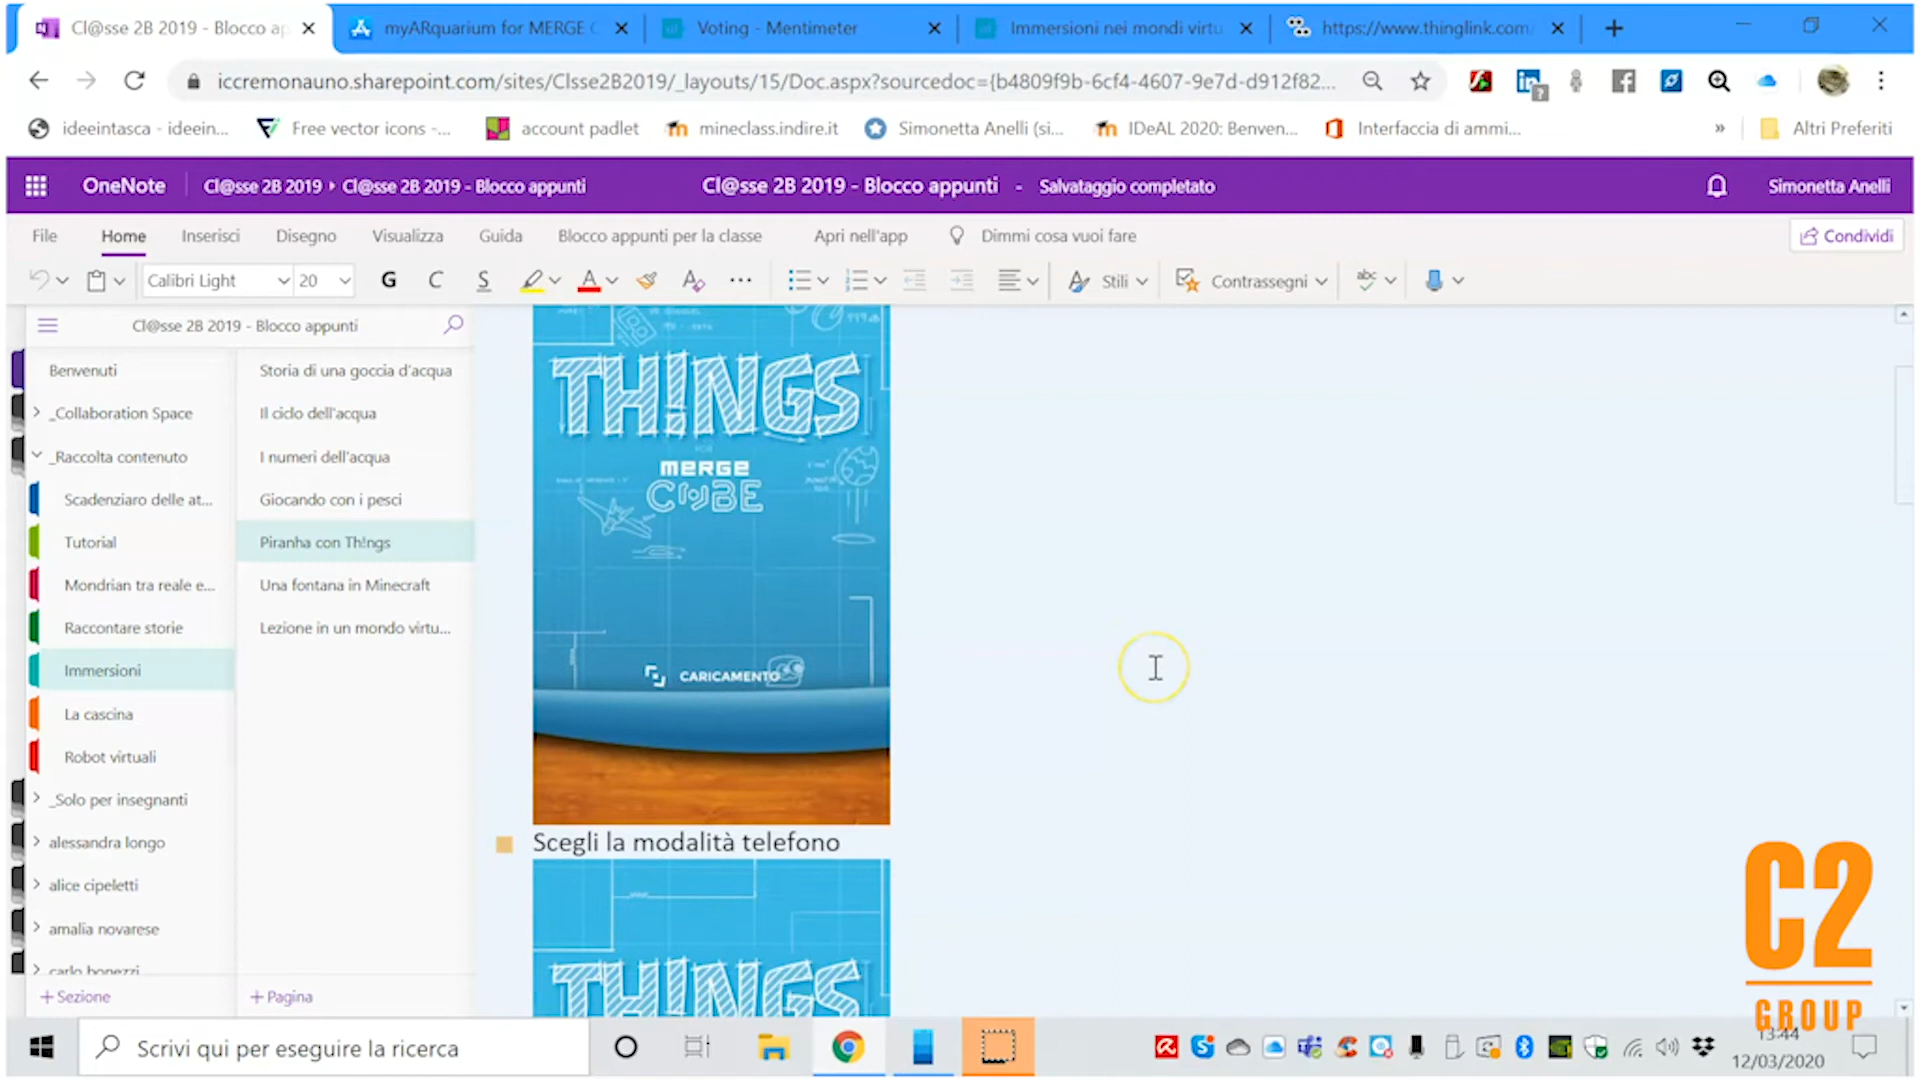 Cl@sse 2B 2019 - Blocco ap
myARquarium for MERGE C
Voting - Mentimeter
Immersioni nei mondi virtu
https://www.thinglink.com/
iccremonauno.sharepoint.com/sites/Clsse2B2019/_layouts/15/Doc.aspx?sourcedoc={b4809f9b-6cf4-4607-9e7d-d912f82...
ideeintasca - ideein...
Free vector icons -...
account padlet
mineclass.indire.it
Simonetta Anelli (si...
IDeAL 2020: Benven...
Interfaccia di ammi...
»
Altri Preferiti
OneNote
Cl@sse 2B 2019 › Cl@sse 2B 2019 - Blocco appunti
Cl@sse 2B 2019 - Blocco appunti - Salvataggio completato
Simonetta Anelli
File
Home
Inserisci
Disegno
Visualizza
Guida
Blocco appunti per la classe
Apri nell'app
Dimmi cosa vuoi fare
Condividi
Calibri Light
20
G
C
S
A
Stili
Contrassegni
abc
Cl@sse 2B 2019 - Blocco appunti
Benvenuti
_Collaboration Space
_Raccolta contenuto
Scadenziaro delle at...
Tutorial
Mondrian tra reale e...
Raccontare storie
Immersioni
La cascina
Robot virtuali
_Solo per insegnanti
alessandra longo
alice cipeletti
amalia novarese
carlo bonezzi
+ Sezione
Storia di una goccia d'acqua
Il ciclo dell'acqua
I numeri dell'acqua
Giocando con i pesci
Piranha con Th!ngs
Una fontana in Minecraft
Lezione in un mondo virtu...
+ Pagina
TH!NGS
FOR
MERGE
CUBE
CARICAMENTO
Scegli la modalità telefono
TH!NGS
C2
GROUP
Scrivi qui per eseguire la ricerca
13:44
12/03/2020